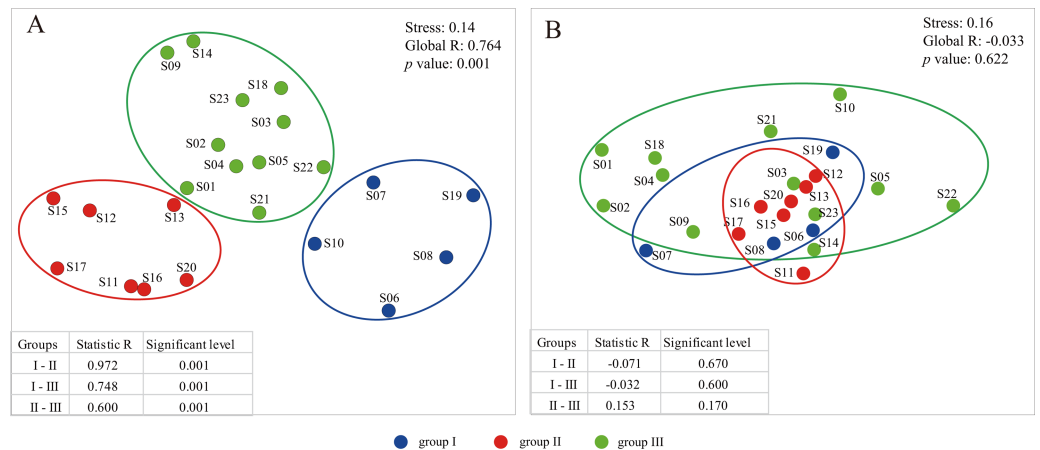 A
Stress: 0.14
Global R: 0.764
p value: 0.001
S14
S09
S18
S23
S03
S02
S04
S05
S22
S01
S21
S15
S12
S13
S17
S11
S16
S20
S07
S19
S10
S08
S06
Groups Statistic R Significant level
I - II 0.972 0.001
I - III 0.748 0.001
II - III 0.600 0.001
B
Stress: 0.16
Global R: -0.033
p value: 0.622
S10
S21
S19
S01
S18
S04
S03
S12
S05
S02
S20
S13
S16
S22
S15
S23
S09
S17
S06
S07
S08
S14
S11
Groups Statistic R Significant level
I - II -0.071 0.670
I - III -0.032 0.600
II - III 0.153 0.170
group I group II group III